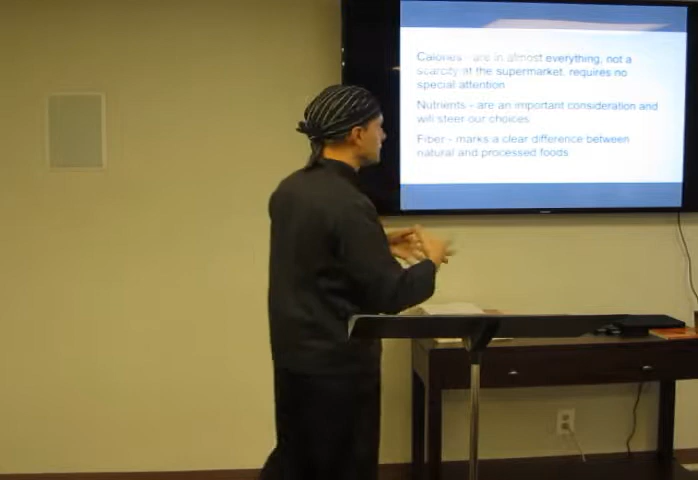 Calories - are in almost everything, not a
scarcity at the supermarket, requires no
special attention
Nutrients - are an important consideration and
will steer our choices
Fiber - marks a clear difference between
natural and processed foods